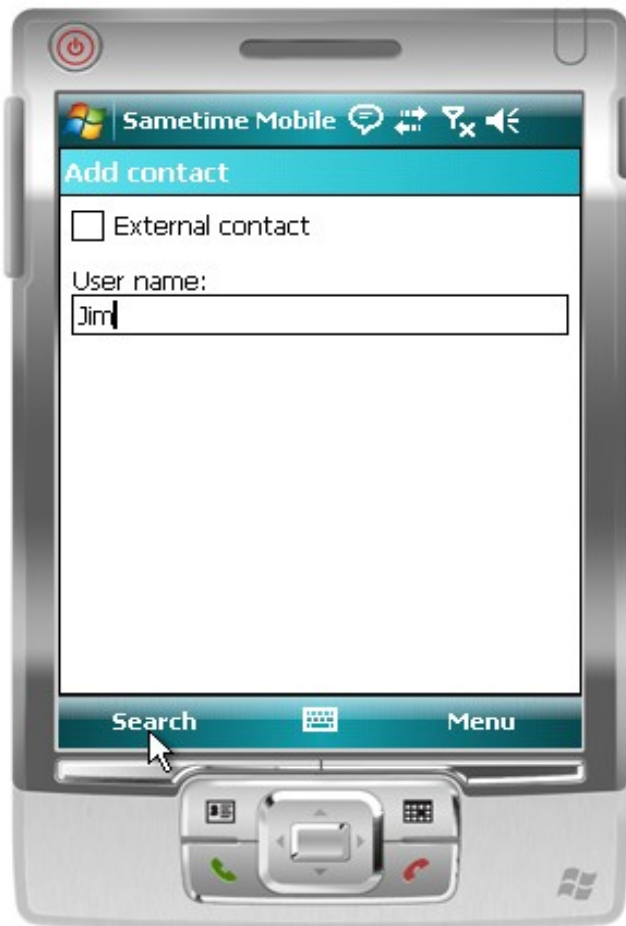 Sametime Mobile
Add contact
External contact
User name:
Jim
Search Menu